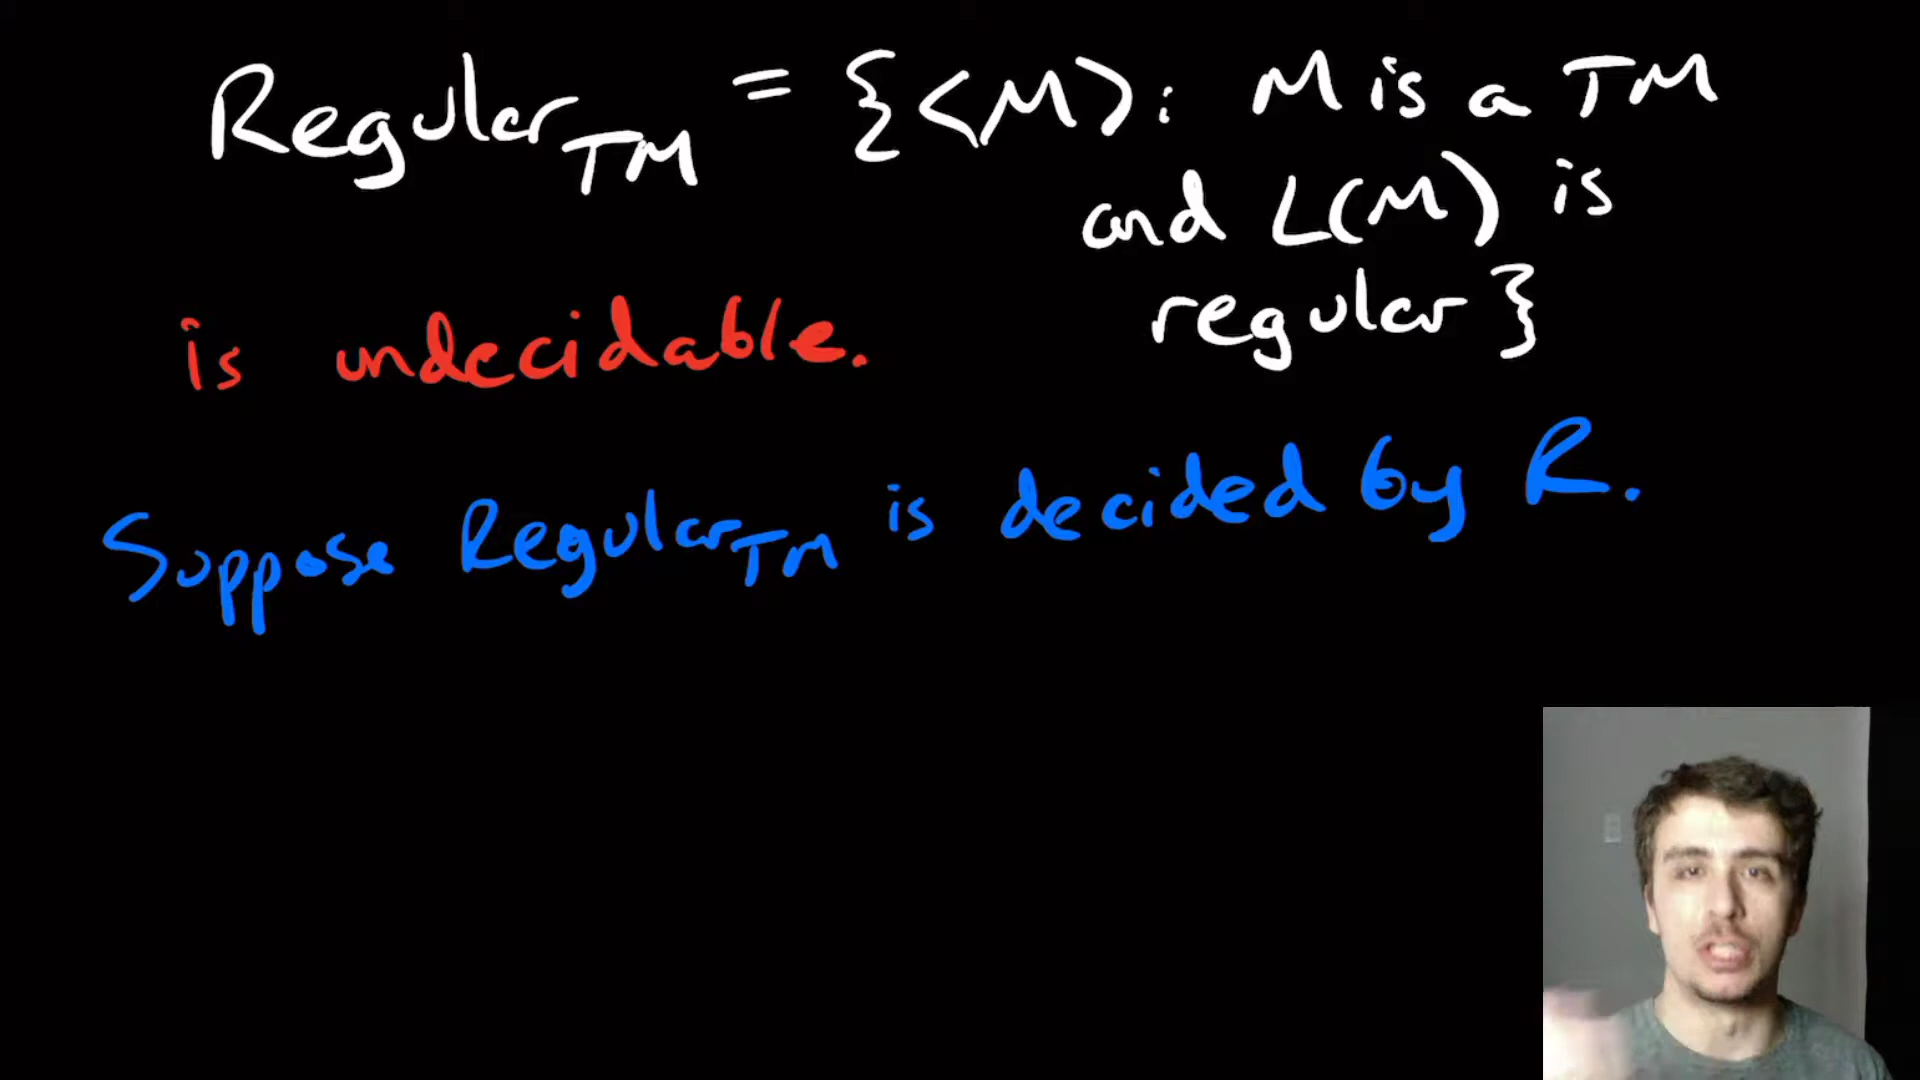 Regular_TM = {<M>: M is a TM
and L(M) is
regular}
is undecidable.
Suppose Regular_TM is decided by R.